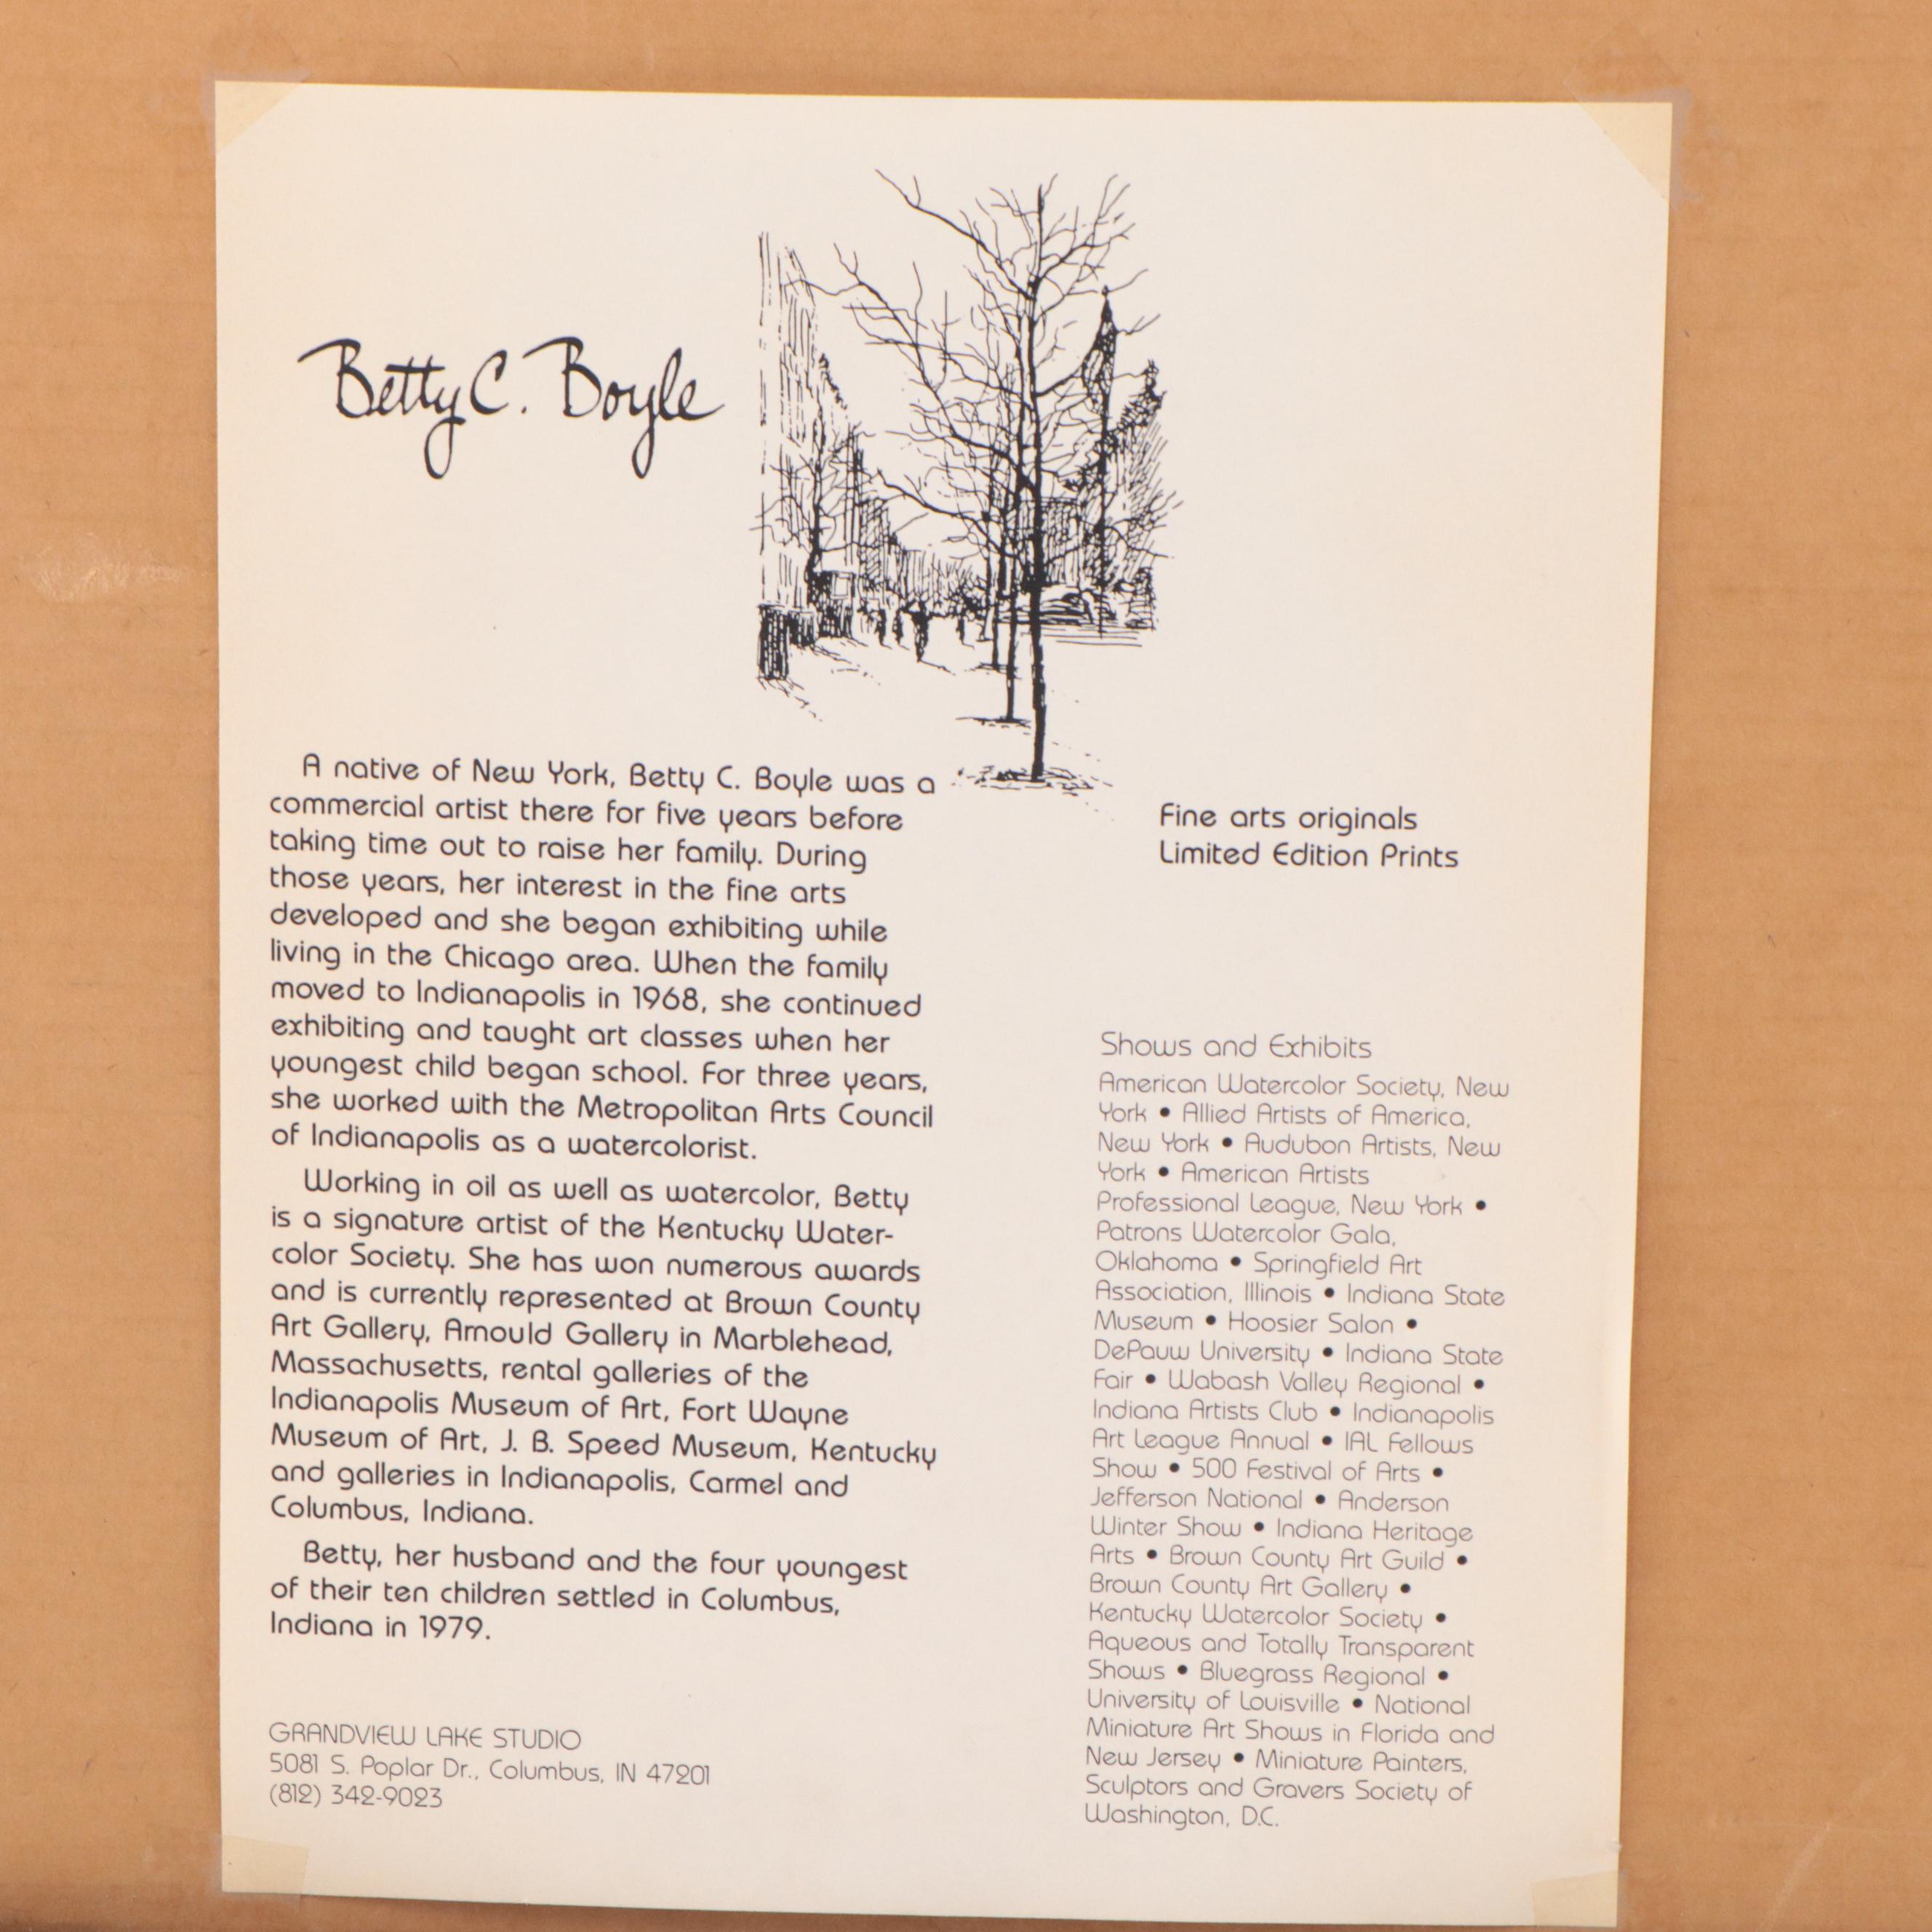 Betty C. Boyle
A native of New York, Betty C. Boyle was a
commercial artist there for five years before
taking time out to raise her family. During
those years, her interest in the fine arts
developed and she began exhibiting while
living in the Chicago area. When the family
moved to Indianapolis in 1968, she continued
exhibiting and taught art classes when her
youngest child began school. For three years,
she worked with the Metropolitan Arts Council
of Indianapolis as a watercolorist.
Working in oil as well as watercolor, Betty
is a signature artist of the Kentucky Water-
color Society. She has won numerous awards
and is currently represented at Brown County
Art Gallery, Arnould Gallery in Marblehead,
Massachusetts, rental galleries of the
Indianapolis Museum of Art, Fort Wayne
Museum of Art, J. B. Speed Museum, Kentucky
and galleries in Indianapolis, Carmel and
Columbus, Indiana.
Betty, her husband and the four youngest
of their ten children settled in Columbus,
Indiana in 1979.
GRANDVIEW LAKE STUDIO
5081 S. Poplar Dr., Columbus, IN 47201
(812) 342-9023
Fine arts originals
Limited Edition Prints
Shows and Exhibits
American Watercolor Society, New
York • Allied Artists of America,
New York • Audubon Artists, New
York • American Artists
Professional League, New York •
Patrons Watercolor Gala,
Oklahoma • Springfield Art
Association, Illinois • Indiana State
Museum • Hoosier Salon •
DePauw University • Indiana State
Fair • Wabash Valley Regional •
Indiana Artists Club • Indianapolis
Art League Annual • IAL Fellows
Show • 500 Festival of Arts •
Jefferson National • Anderson
Winter Show • Indiana Heritage
Arts • Brown County Art Guild •
Brown County Art Gallery •
Kentucky Watercolor Society •
Aqueous and Totally Transparent
Shows • Bluegrass Regional •
University of Louisville • National
Miniature Art Shows in Florida and
New Jersey • Miniature Painters,
Sculptors and Gravers Society of
Washington, D.C.